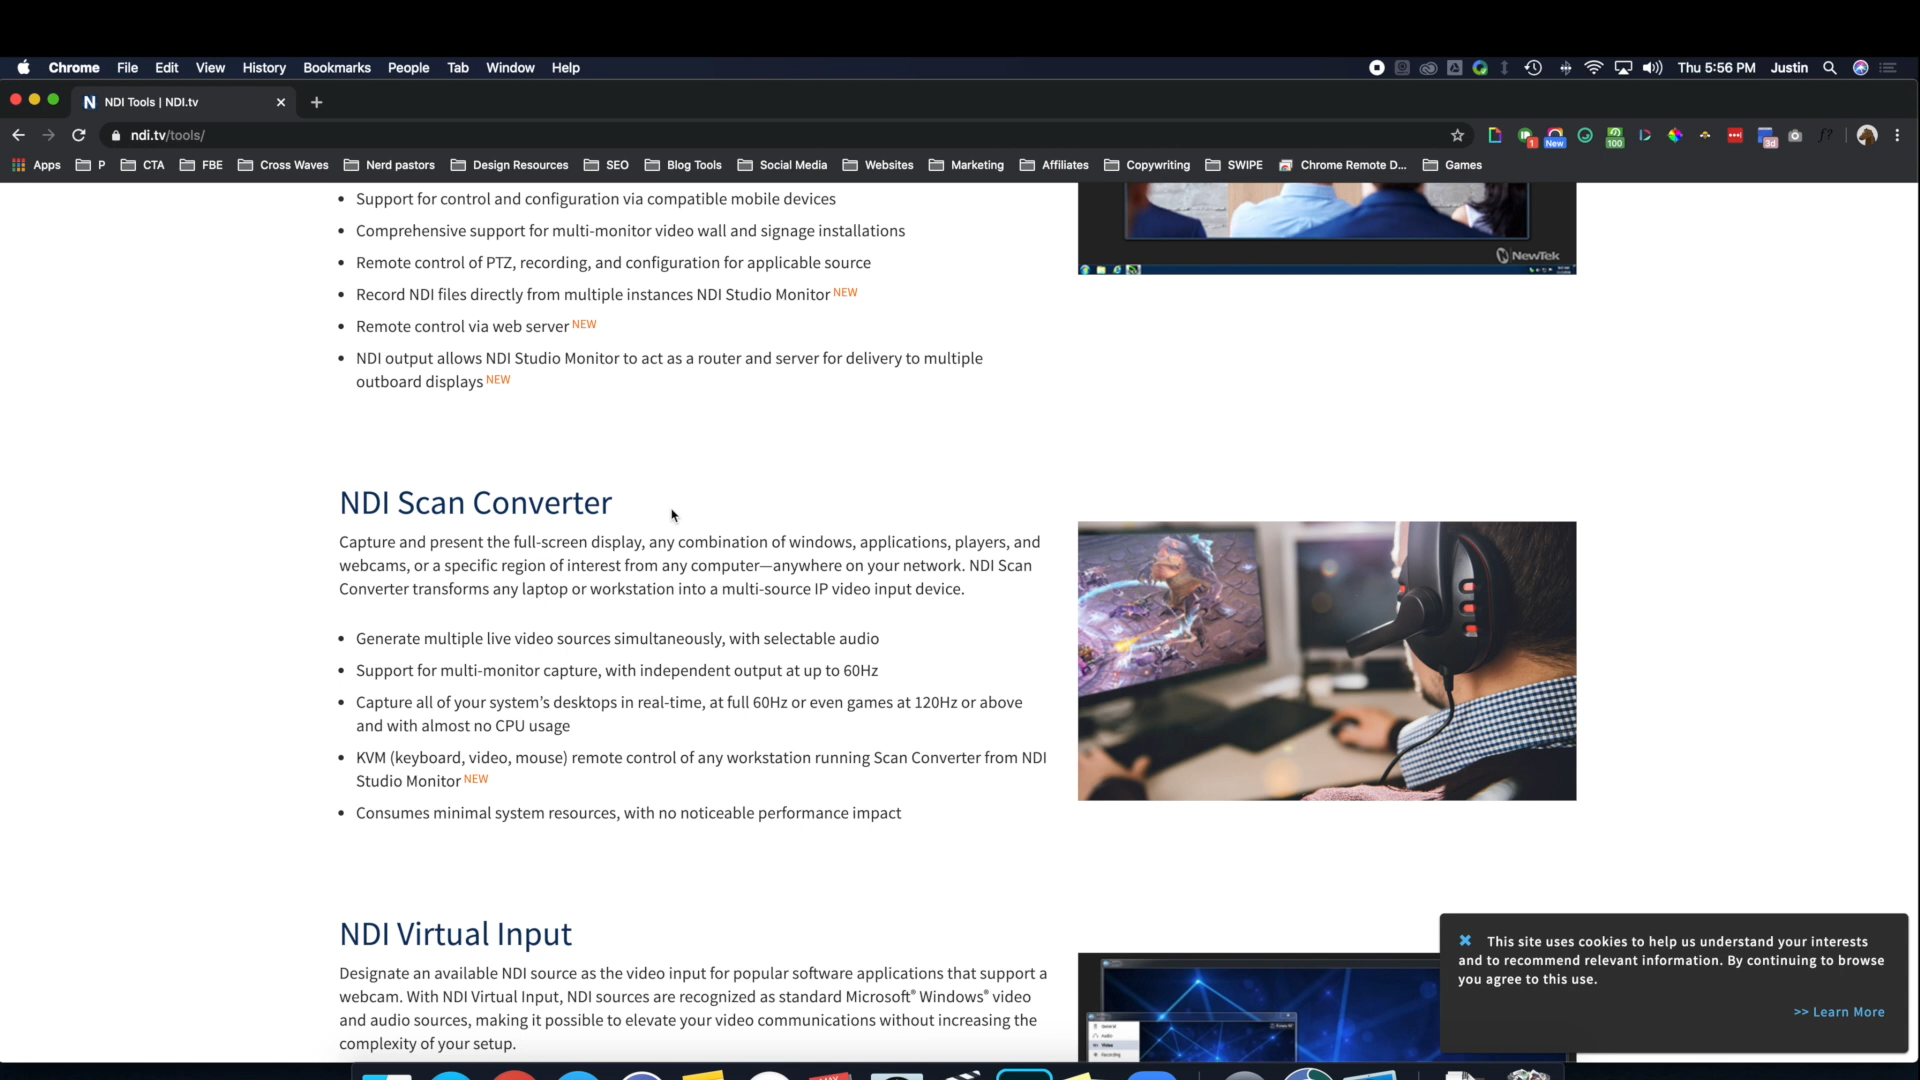 Chrome File Edit View History Bookmarks People Tab Window Help Thu 5:56 PM Justin
NDI Tools | NDI.tv
ndi.tv/tools/
1 New 100 3d f?
Apps P CTA FBE Cross Waves Nerd pastors Design Resources SEO Blog Tools Social Media Websites Marketing Affiliates Copywriting SWIPE Chrome Remote D... Games
• Support for control and configuration via compatible mobile devices
• Comprehensive support for multi-monitor video wall and signage installations
• Remote control of PTZ, recording, and configuration for applicable source
• Record NDI files directly from multiple instances NDI Studio Monitor NEW
• Remote control via web server NEW
• NDI output allows NDI Studio Monitor to act as a router and server for delivery to multiple
outboard displays NEW
NewTek
NDI Scan Converter
Capture and present the full-screen display, any combination of windows, applications, players, and
webcams, or a specific region of interest from any computer—anywhere on your network. NDI Scan
Converter transforms any laptop or workstation into a multi-source IP video input device.
• Generate multiple live video sources simultaneously, with selectable audio
• Support for multi-monitor capture, with independent output at up to 60Hz
• Capture all of your system's desktops in real-time, at full 60Hz or even games at 120Hz or above
and with almost no CPU usage
• KVM (keyboard, video, mouse) remote control of any workstation running Scan Converter from NDI
Studio Monitor NEW
• Consumes minimal system resources, with no noticeable performance impact
NDI Virtual Input
Designate an available NDI source as the video input for popular software applications that support a
webcam. With NDI Virtual Input, NDI sources are recognized as standard Microsoft® Windows® video
and audio sources, making it possible to elevate your video communications without increasing the
complexity of your setup.
General
Audio
Video
Recording
This site uses cookies to help us understand your interests
and to recommend relevant information. By continuing to browse
you agree to this use.
>> Learn More
MAY